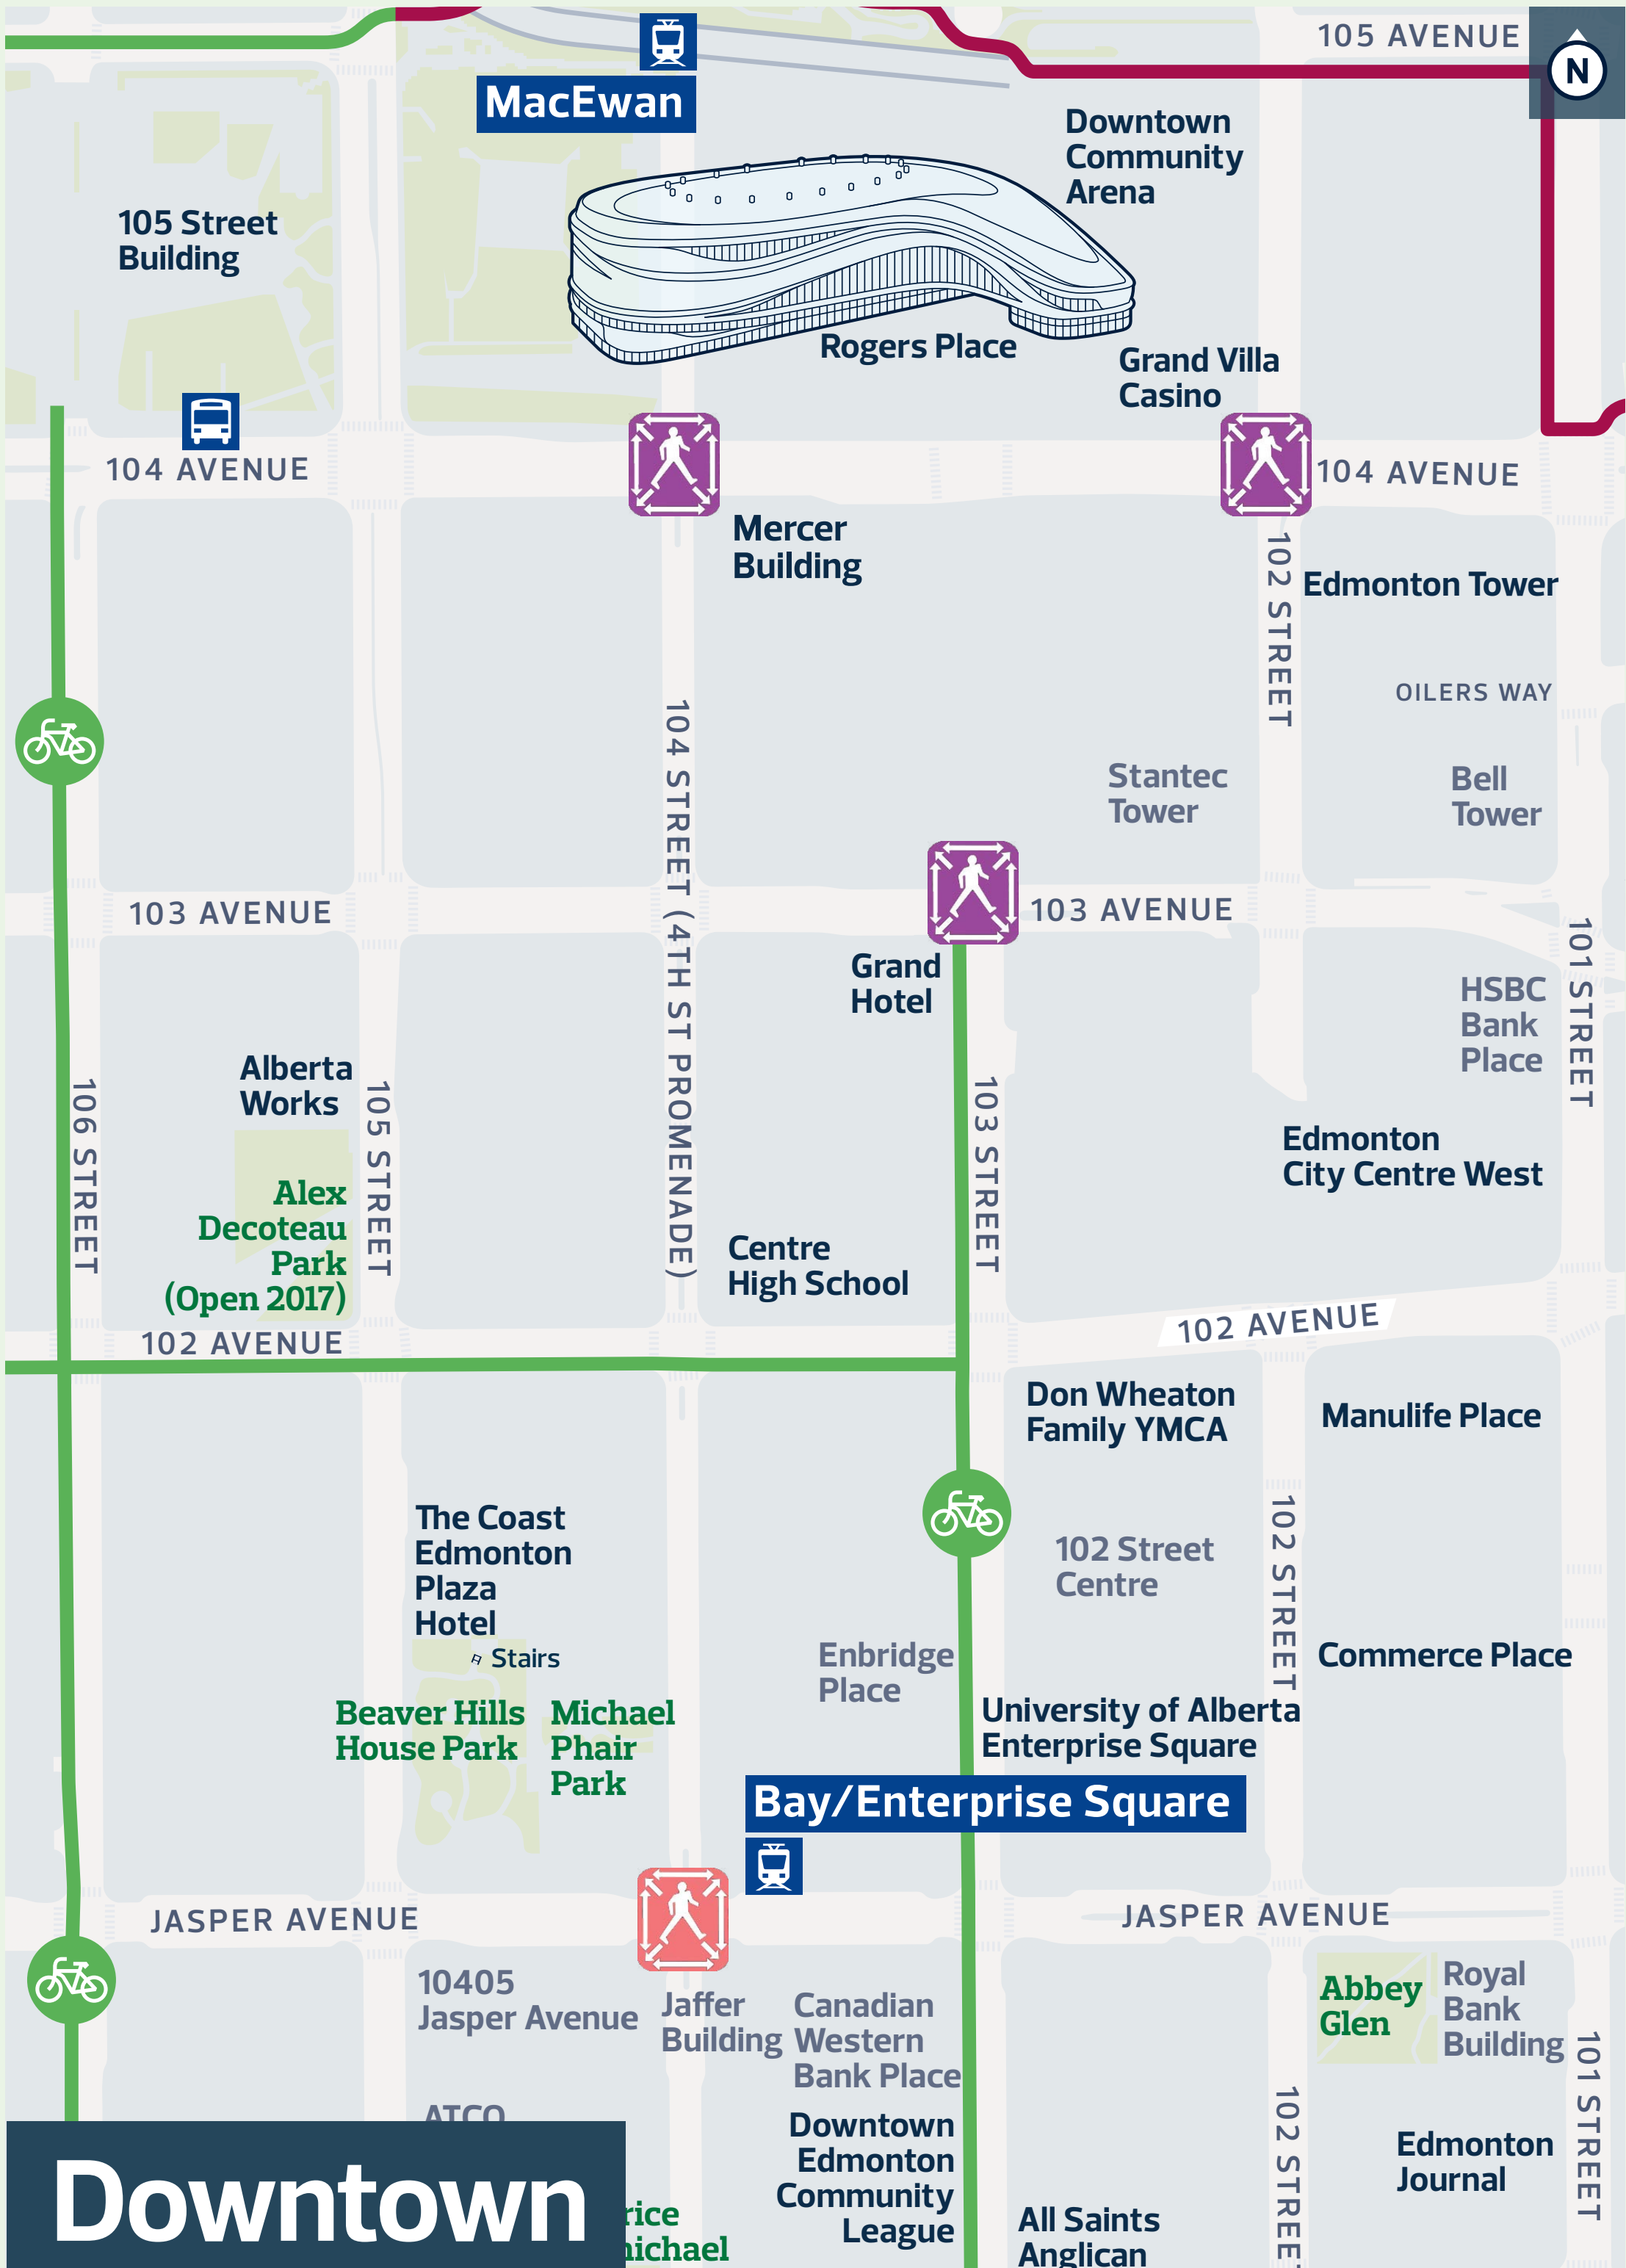 105 AVENUE
N
MacEwan
Downtown
Community
Arena
105 Street
Building
Rogers Place
Grand Villa
Casino
104 AVENUE
104 AVENUE
Mercer
Building
102 STREET
Edmonton Tower
OILERS WAY
104 STREET (4TH ST PROMENADE)
Stantec
Tower
Bell
Tower
103 AVENUE
103 AVENUE
101 STREET
Grand
Hotel
HSBC
Bank
Place
Alberta
Works
106 STREET
105 STREET
103 STREET
Edmonton
City Centre West
Alex
Decoteau
Park
(Open 2017)
Centre
High School
102 AVENUE
102 AVENUE
Don Wheaton
Family YMCA
Manulife Place
The Coast
Edmonton
Plaza
Hotel
Stairs
102 STREET
102 Street
Centre
Enbridge
Place
Commerce Place
Beaver Hills
House Park
Michael
Phair
Park
University of Alberta
Enterprise Square
Bay/Enterprise Square
JASPER AVENUE
JASPER AVENUE
10405
Jasper Avenue
Jaffer
Building
Canadian
Western
Bank Place
Abbey
Glen
Royal
Bank
Building
101 STREET
102 STREET
ATCO
Downtown
Edmonton
Community
League
Edmonton
Journal
Downtown
rice
michael
All Saints
Anglican